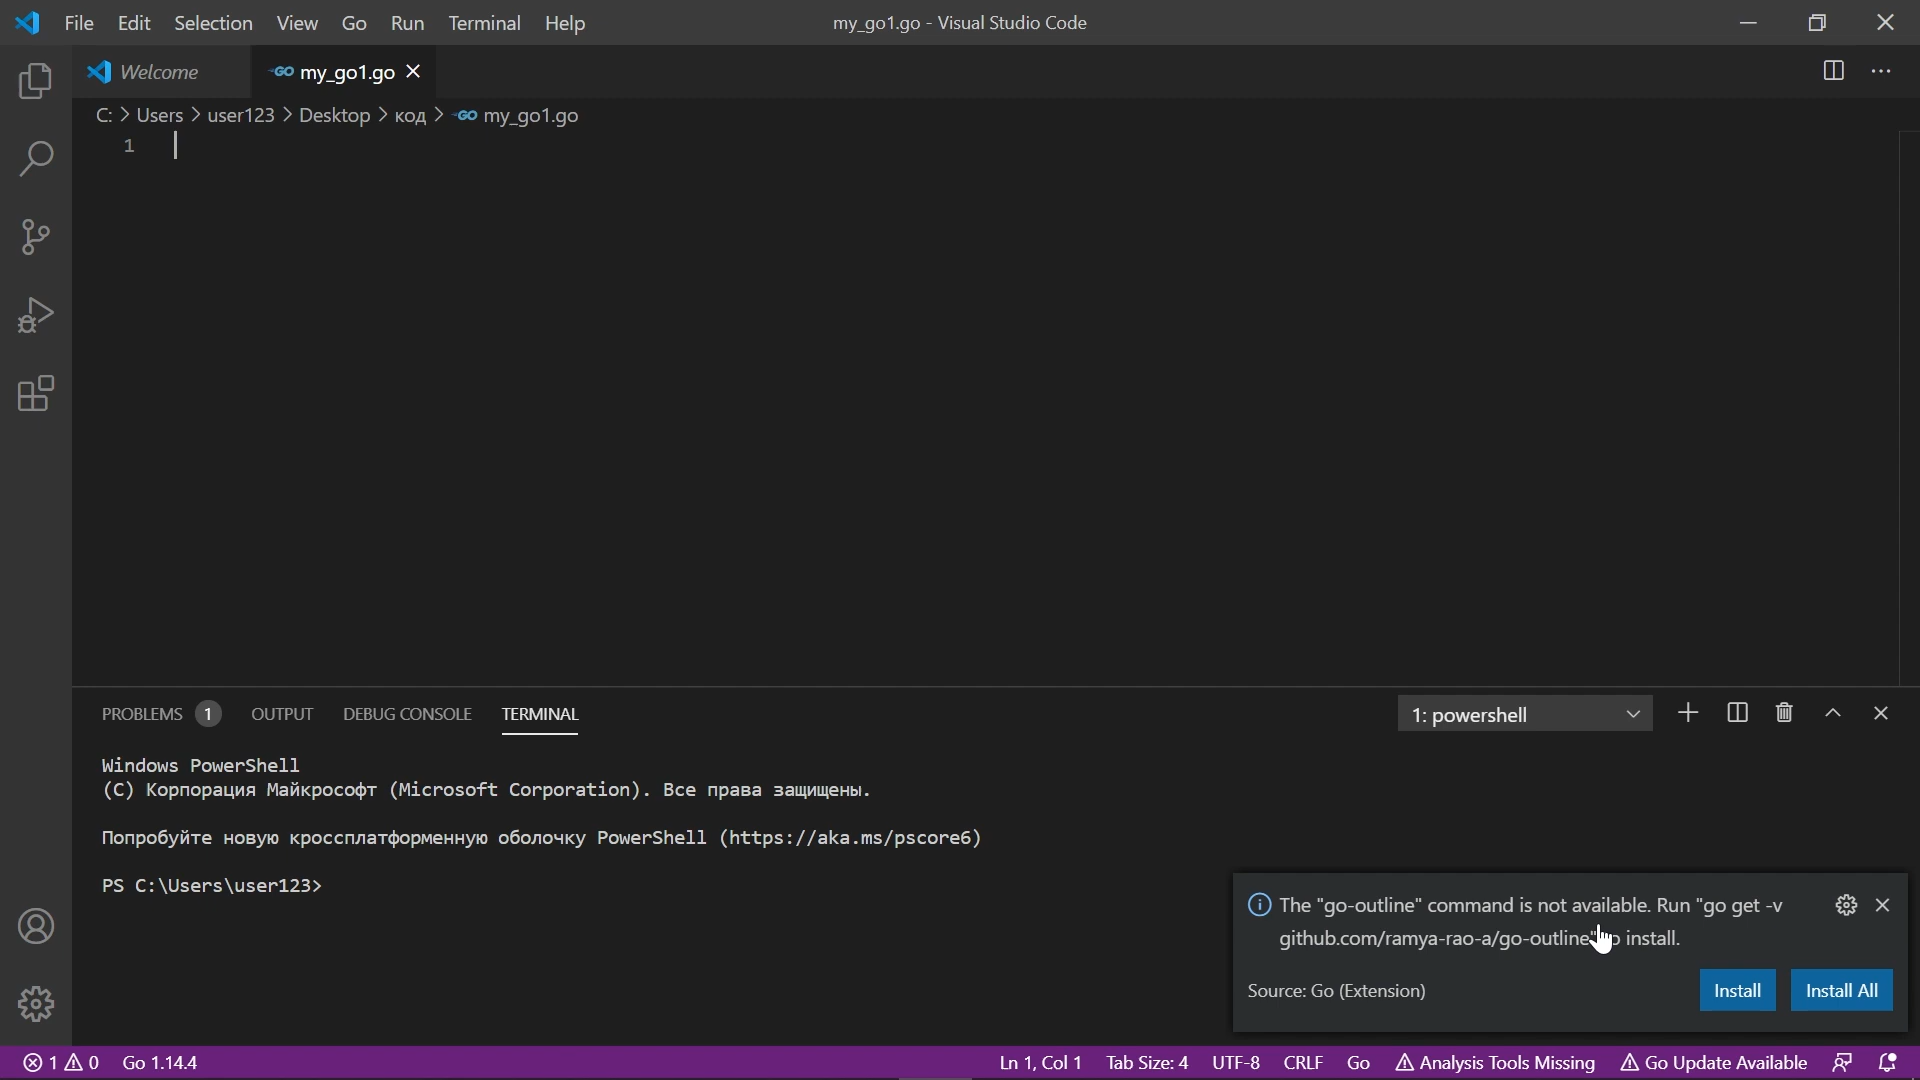 File Edit Selection View Go Run Terminal Help my_go1.go - Visual Studio Code
Welcome my_go1.go
C: > Users > user123 > Desktop > код > my_go1.go
1
PROBLEMS 1 OUTPUT DEBUG CONSOLE TERMINAL 1: powershell
Windows PowerShell
(C) Корпорация Майкрософт (Microsoft Corporation). Все права защищены.
Попробуйте новую кроссплатформенную оболочку PowerShell (https://aka.ms/pscore6)
PS C:\Users\user123>
The "go-outline" command is not available. Run "go get -v
github.com/ramya-rao-a/go-outline" install.
Source: Go (Extension) Install Install All
1 0 Go 1.14.4 Ln 1, Col 1 Tab Size: 4 UTF-8 CRLF Go Analysis Tools Missing Go Update Available